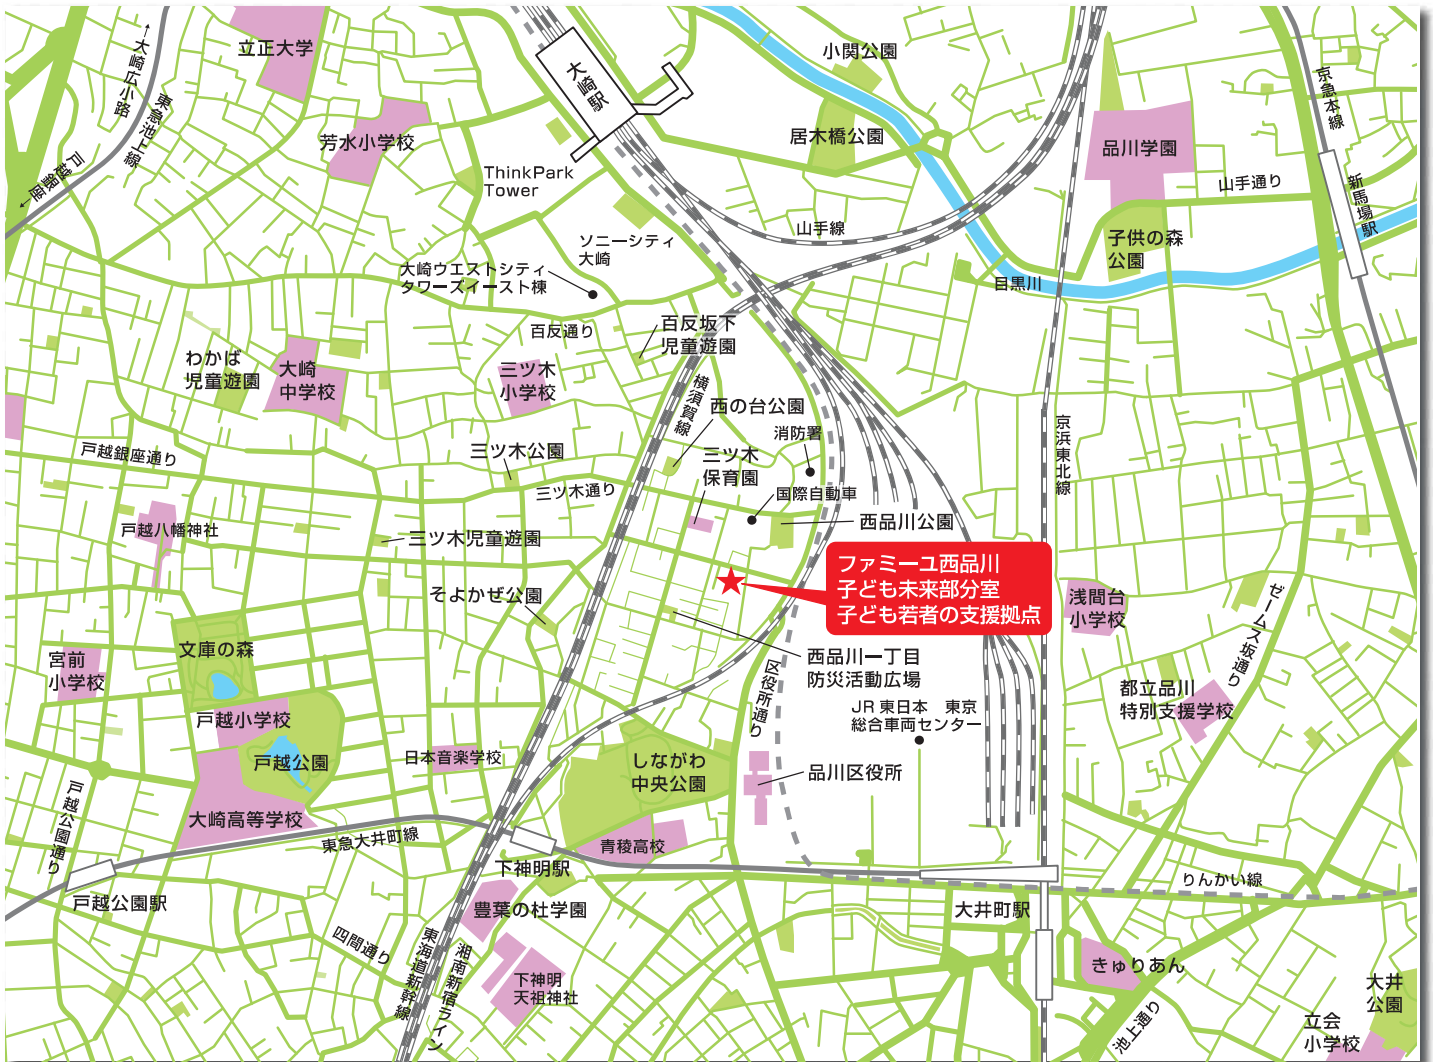 立正大学
←大崎広小路
東急池上線
←戸越銀座
芳水小学校
大崎駅
ThinkPark
Tower
小関公園
居木橋公園
京急本線
品川学園
山手通り
新馬場駅
山手線
子供の森
公園
目黒川
ソニーシティ
大崎
大崎ウエストシティ
タワーズイースト棟
百反通り
百反坂下
児童遊園
わかば
児童遊園
大崎
中学校
三ツ木
小学校
横須賀線
西の台公園
消防署
三ツ木
保育園
国際自動車
京浜東北線
戸越銀座通り
三ツ木公園
三ツ木通り
西品川公園
戸越八幡神社
三ツ木児童遊園
ファミーユ西品川
子ども未来部分室
子ども若者の支援拠点
そよかぜ公園
浅間台
小学校
ゼームス坂通り
文庫の森
宮前
小学校
西品川一丁目
防災活動広場
区役所通り
都立品川
特別支援学校
戸越小学校
JR 東日本 東京
総合車両センター
日本音楽学校
戸越公園
しながわ
中央公園
品川区役所
戸越公園通り
大崎高等学校
東急大井町線
青稜高校
下神明駅
りんかい線
戸越公園駅
豊葉の杜学園
大井町駅
四間通り
東海道新幹線
湘南新宿ライン
下神明
天祖神社
きゅりあん
池上通り
大井
公園
立会
小学校